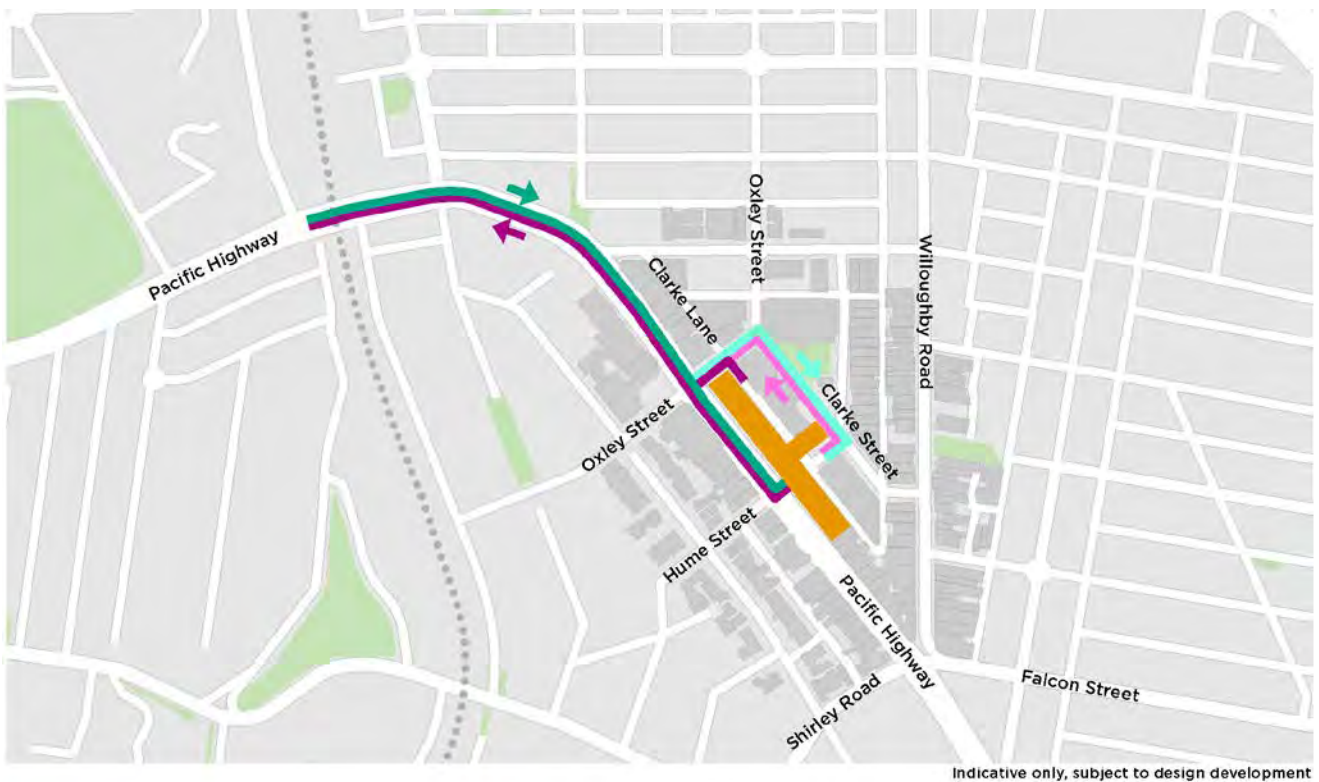 Oxley Street
Pacific Highway
Clarke Lane
Willoughby Road
Oxley Street
Clarke Street
Hume Street
Pacific Highway
Shirley Road
Falcon Street
Indicative only, subject to design development